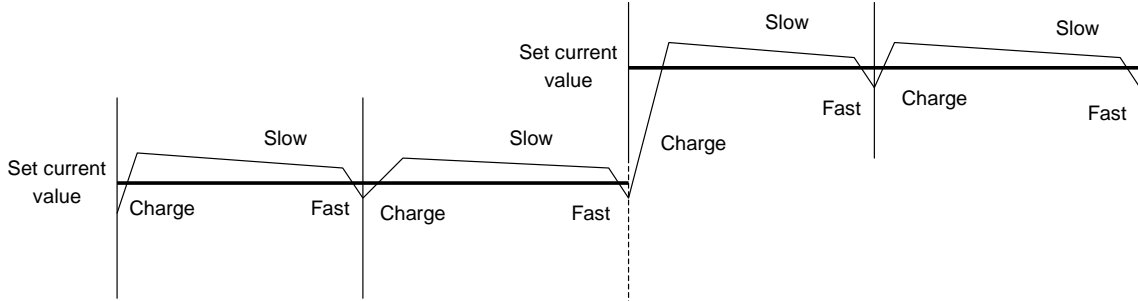 Slow
Slow
Set current
value
Fast
Charge
Fast
Charge
Slow
Slow
Set current
value
Charge
Fast
Charge
Fast